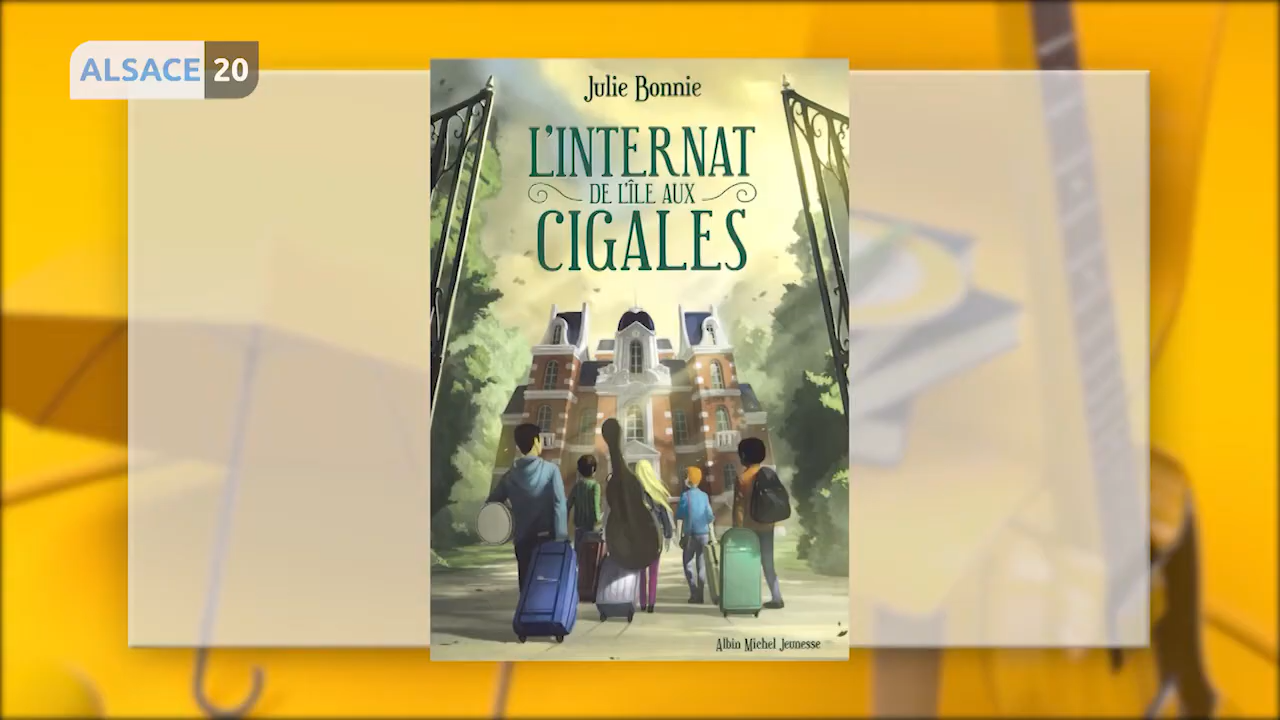 ALSACE 20
Julie Bonnie
L'INTERNAT
DE L'ÎLE AUX
CIGALES
Albin Michel Jeunesse